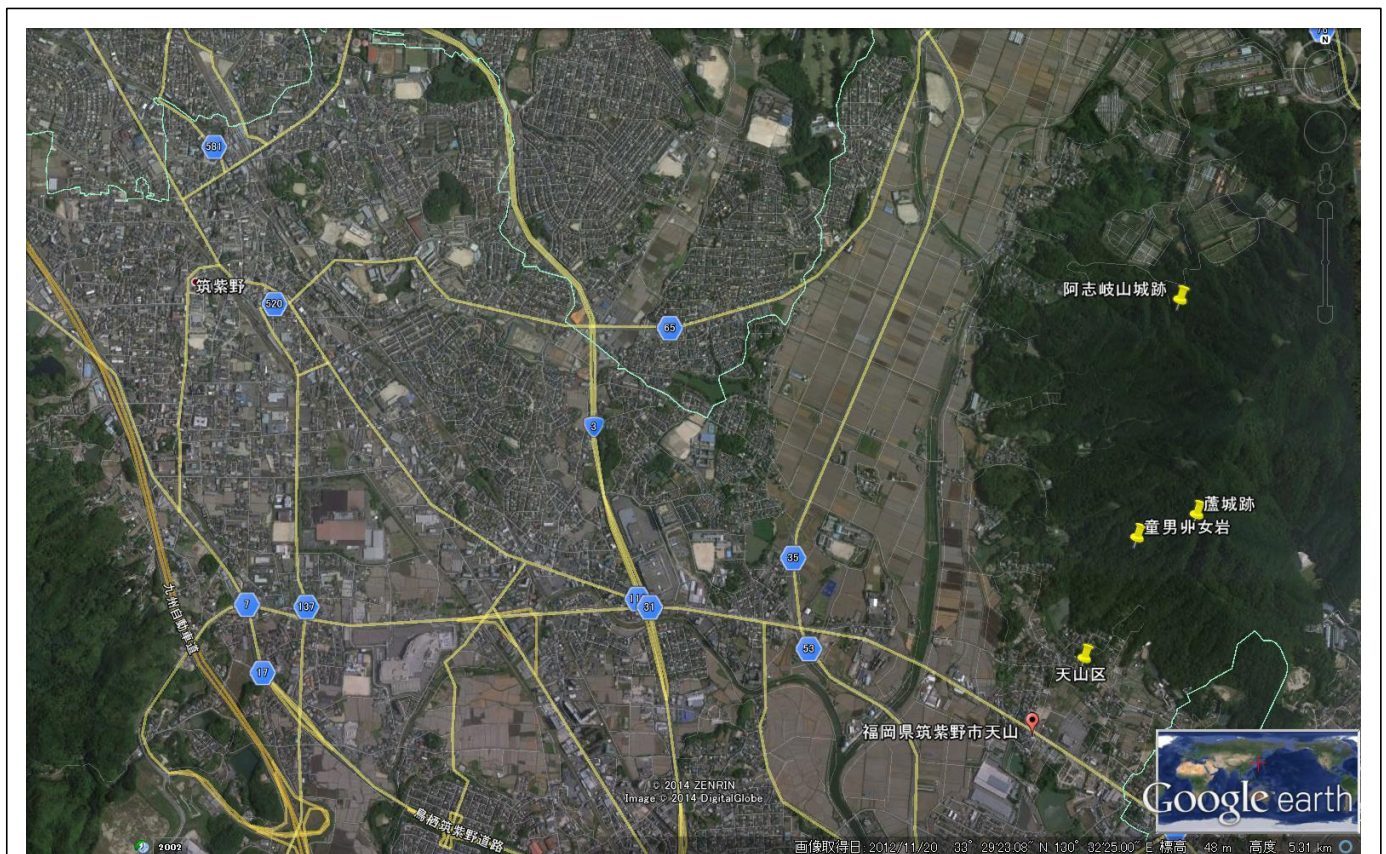 78
N
581
阿志岐山城跡
筑紫野
520
65
3
蘆城跡
童男丱女岩
35
7
137
31
53
17
九州自動車道
天山区
福岡県筑紫野市天山
© 2014 ZENRIN
Image © 2014 DigitalGlobe
鳥栖筑紫野道路
Google earth
2002
画像取得日: 2012/11/20 33° 29'23.08" N 130° 32'25.00" E 標高 48 m 高度 5.31 km